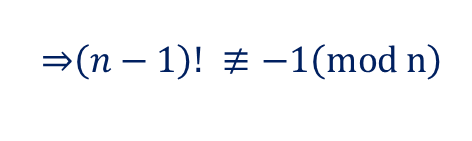 ⇒(n − 1)! ≢ −1(mod n)